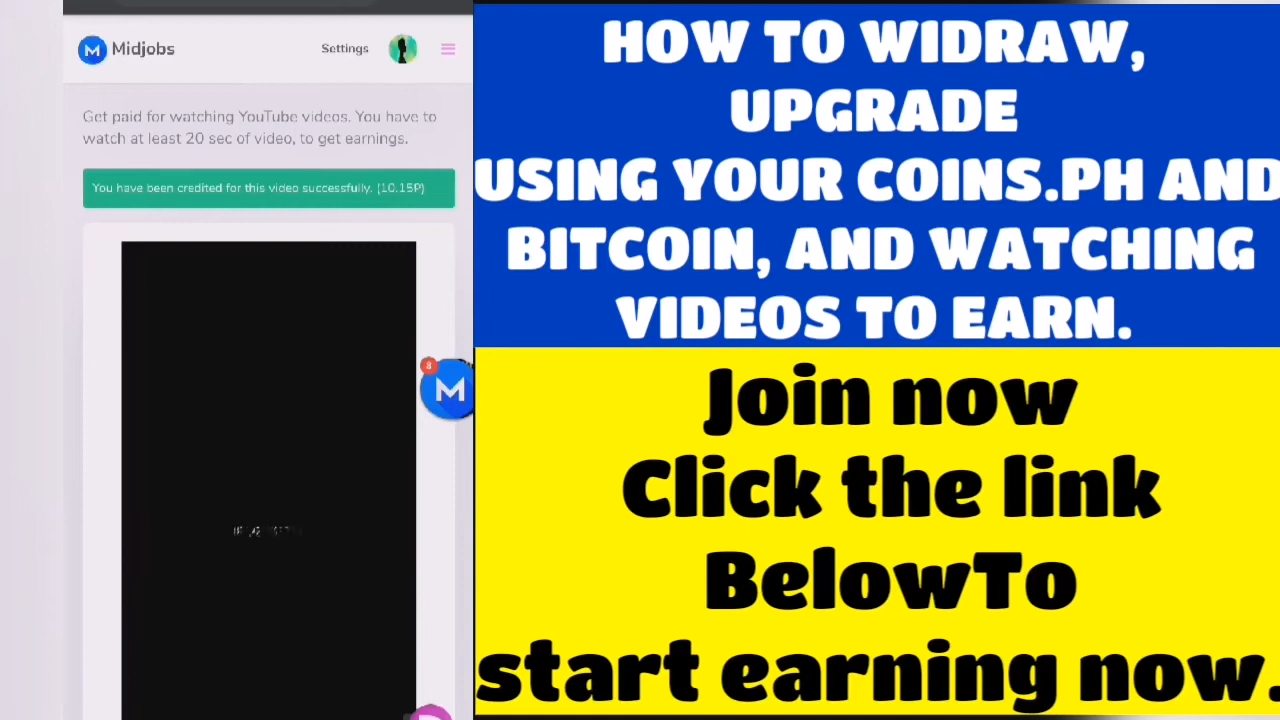 Midjobs
Settings
Get paid for watching YouTube videos. You have to
watch at least 20 sec of video, to get earnings.
You have been credited for this video successfully. (10.15P)
8
M
HOW TO WIDRAW,
UPGRADE
USING YOUR COINS.PH AND
BITCOIN, AND WATCHING
VIDEOS TO EARN.
Join now
Click the link
BelowTo
start earning now.